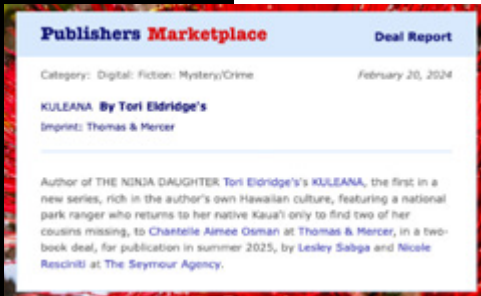 Publishers Marketplace
Deal Report
Category: Digital: Fiction: Mystery/Crime
February 20, 2024
KULEANA By Tori Eldridge's
Imprint: Thomas & Mercer
Author of THE NINJA DAUGHTER Tori Eldridge's's KULEANA, the first in a
new series, rich in the author's own Hawaiian culture, featuring a national
park ranger who returns to her native Kaua'i only to find two of her
cousins missing, to Chantelle Aimee Osman at Thomas & Mercer, in a two-
book deal, for publication in summer 2025, by Lesley Sabga and Nicole
Resciniti at The Seymour Agency.